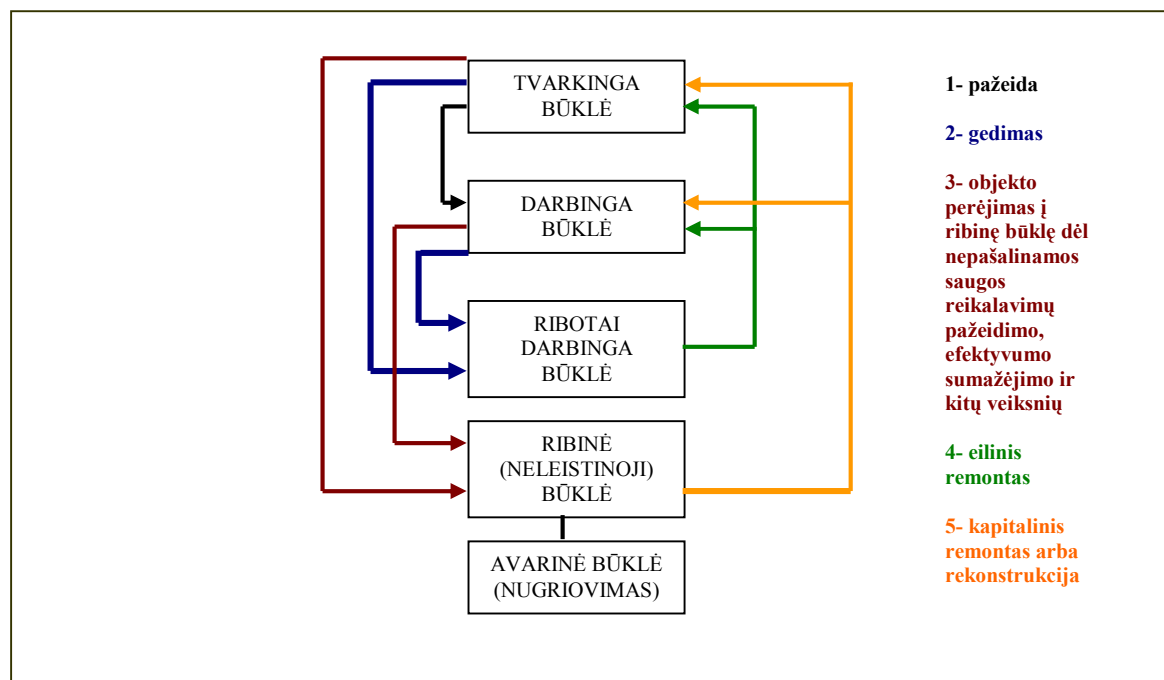 TVARKINGA
BŪKLĖ
DARBINGA
BŪKLĖ
RIBOTAI
DARBINGA
BŪKLĖ
RIBINĖ
(NELEISTINOJI)
BŪKLĖ
AVARINĖ BŪKLĖ
(NUGRIOVIMAS)
1- pažeida
2- gedimas
3- objekto
perėjimas į
ribinę būklę dėl
nepašalinamos
saugos
reikalavimų
pažeidimo,
efektyvumo
sumažėjimo ir
kitų veiksnių
4- eilinis
remontas
5- kapitalinis
remontas arba
rekonstrukcija